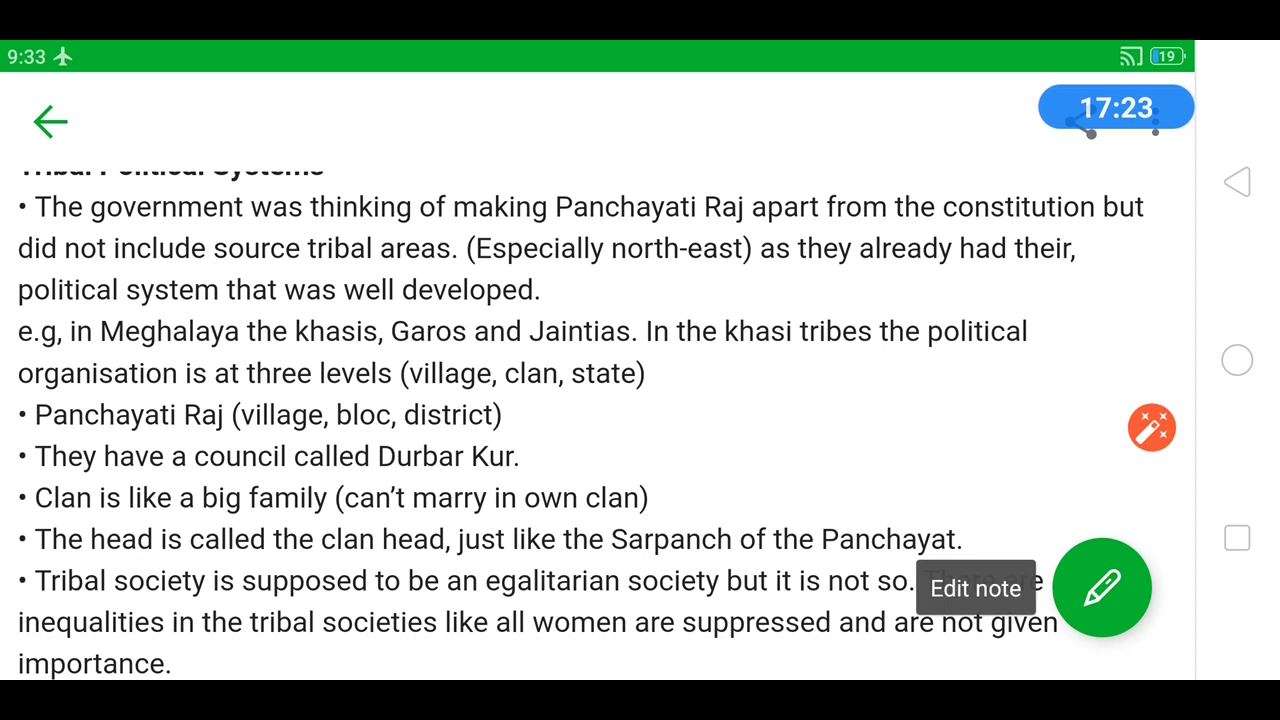 9:33
19
17:23
Tribal Political Systems
• The government was thinking of making Panchayati Raj apart from the constitution but
did not include source tribal areas. (Especially north-east) as they already had their,
political system that was well developed.
e.g, in Meghalaya the khasis, Garos and Jaintias. In the khasi tribes the political
organisation is at three levels (village, clan, state)
• Panchayati Raj (village, bloc, district)
• They have a council called Durbar Kur.
• Clan is like a big family (can’t marry in own clan)
• The head is called the clan head, just like the Sarpanch of the Panchayat.
• Tribal society is supposed to be an egalitarian society but it is not so. There are
Edit note
inequalities in the tribal societies like all women are suppressed and are not given
importance.